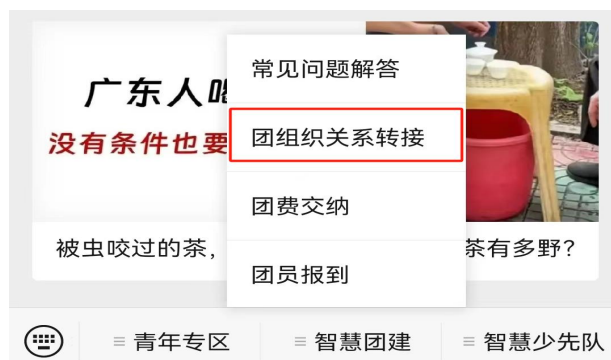 常见问题解答
广东人喝
没有条件也要
团组织关系转接
团费交纳
被虫咬过的茶，
茶有多野？
团员报到
青年专区
智慧团建
智慧少先队